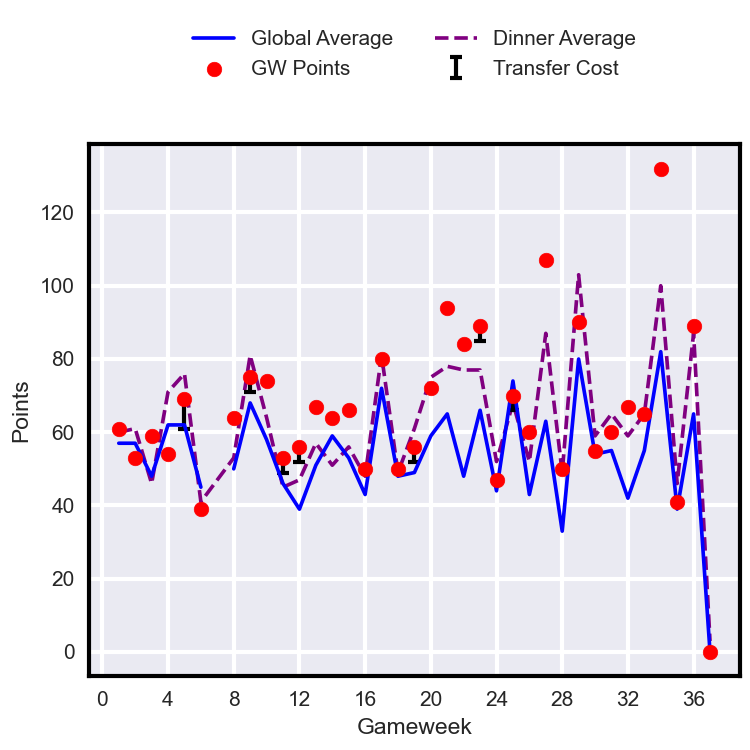 Global Average
Dinner Average
GW Points
Transfer Cost
120
100
80
60
40
20
0
Points
0 4 8 12 16 20 24 28 32 36
Gameweek